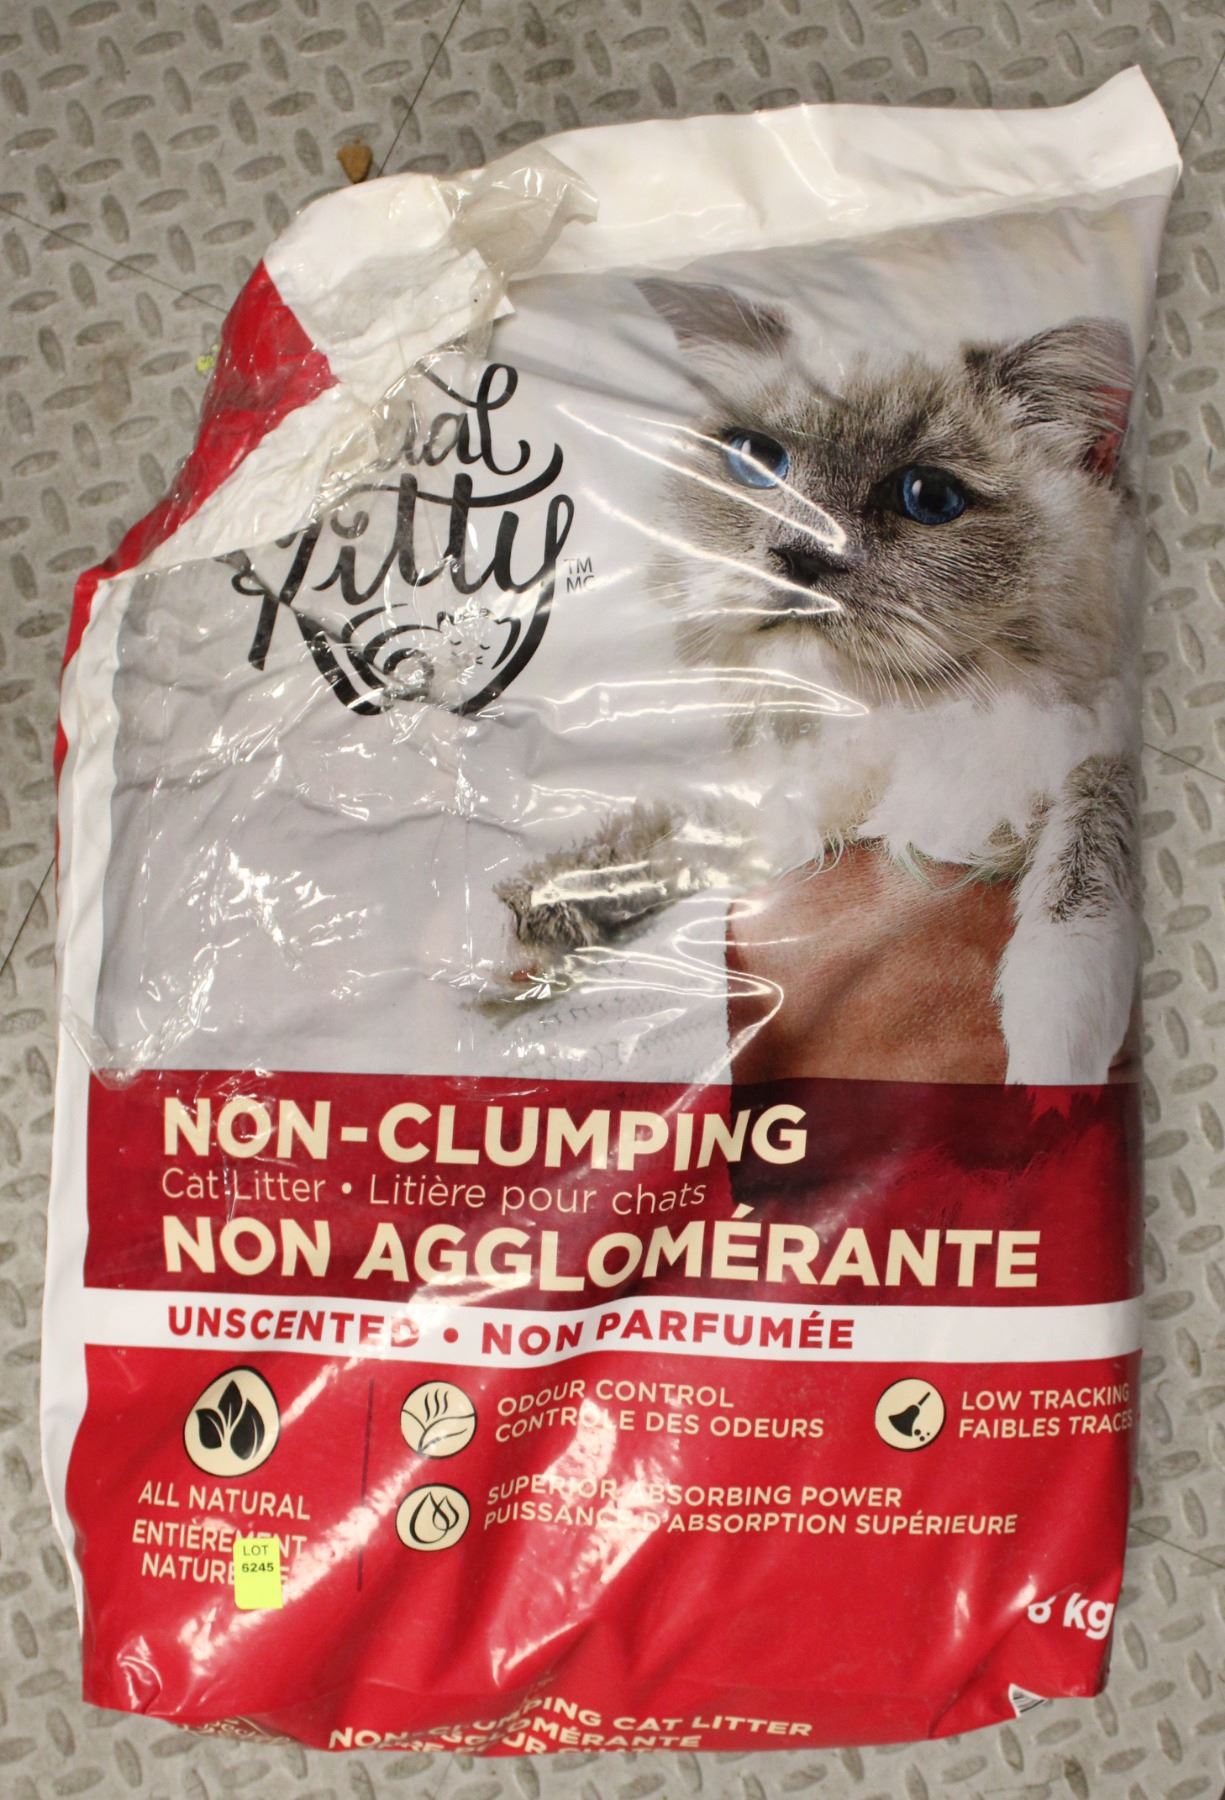 Kitty
TM
MC
NON-CLUMPING
Cat Litter • Litière pour chats
NON AGGLOMÉRANTE
UNSCENTED • NON PARFUMÉE
ODOUR CONTROL
CONTRÔLE DES ODEURS
LOW TRACKING
FAIBLES TRACES
SUPERIOR ABSORBING POWER
PUISSANCE D'ABSORPTION SUPÉRIEURE
ALL NATURAL
ENTIÈREMENT
LOT
6245
kg
CAT LITTER